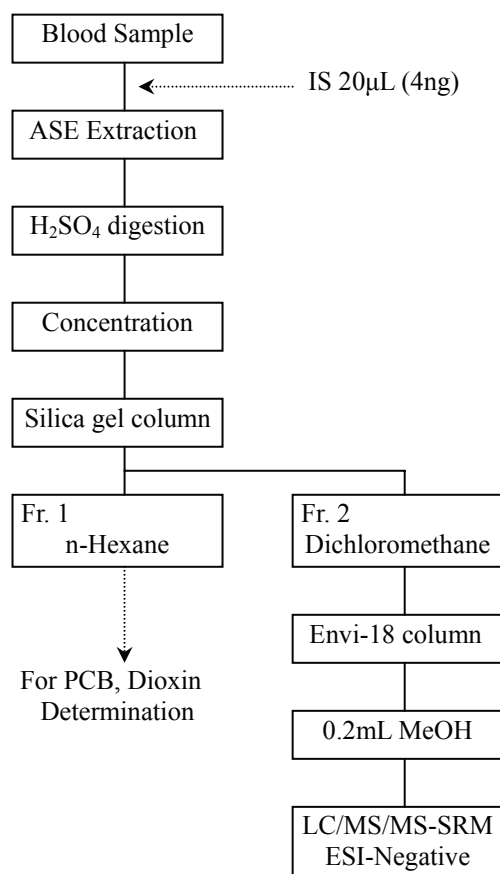 Blood Sample
IS 20μL (4ng)
ASE Extraction
H₂SO₄ digestion
Concentration
Silica gel column
Fr. 1
n-Hexane
Fr. 2
Dichloromethane
For PCB, Dioxin
Determination
Envi-18 column
0.2mL MeOH
LC/MS/MS-SRM
ESI-Negative